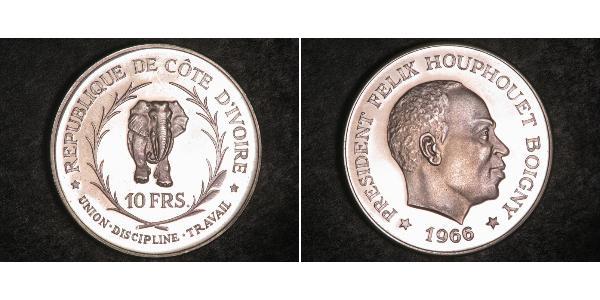 ★ REPUBLIQUE DE CÔTE D'IVOIRE ★
10 FRS.
UNION · DISCIPLINE · TRAVAIL
★ PRESIDENT FELIX HOUPHOUET BOIGNY ★
1966